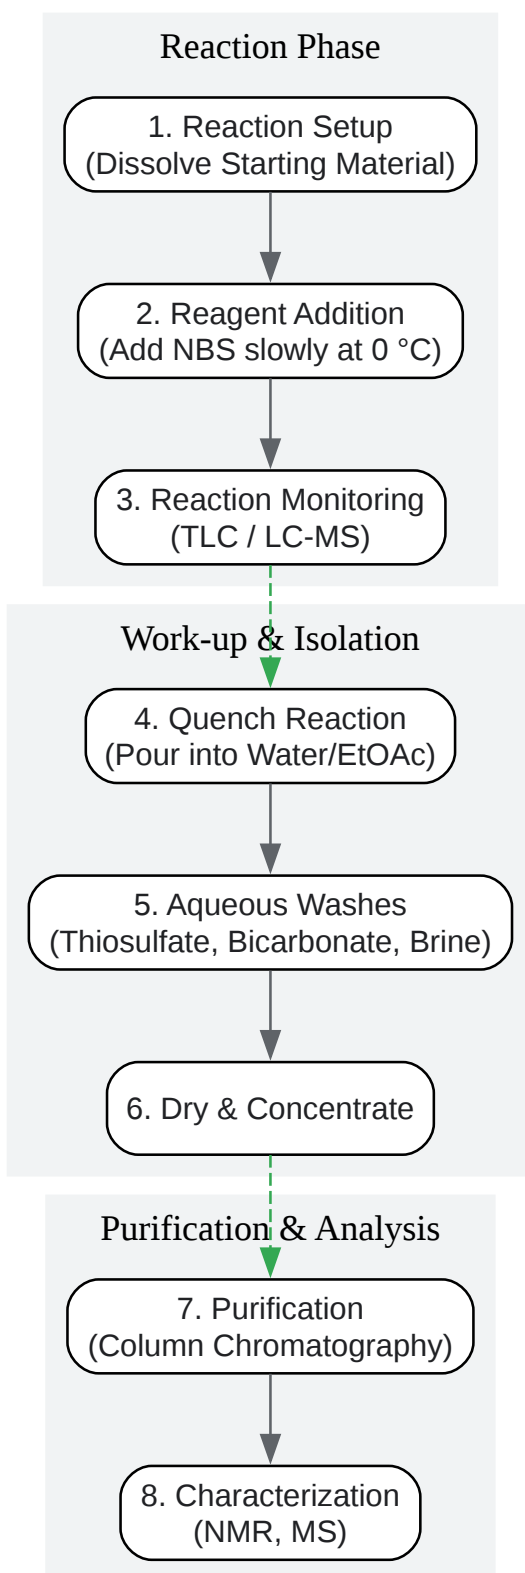 Reaction Phase
1. Reaction Setup
(Dissolve Starting Material)
2. Reagent Addition
(Add NBS slowly at 0 °C)
3. Reaction Monitoring
(TLC / LC-MS)
Work-up & Isolation
4. Quench Reaction
(Pour into Water/EtOAc)
5. Aqueous Washes
(Thiosulfate, Bicarbonate, Brine)
6. Dry & Concentrate
Purification & Analysis
7. Purification
(Column Chromatography)
8. Characterization
(NMR, MS)